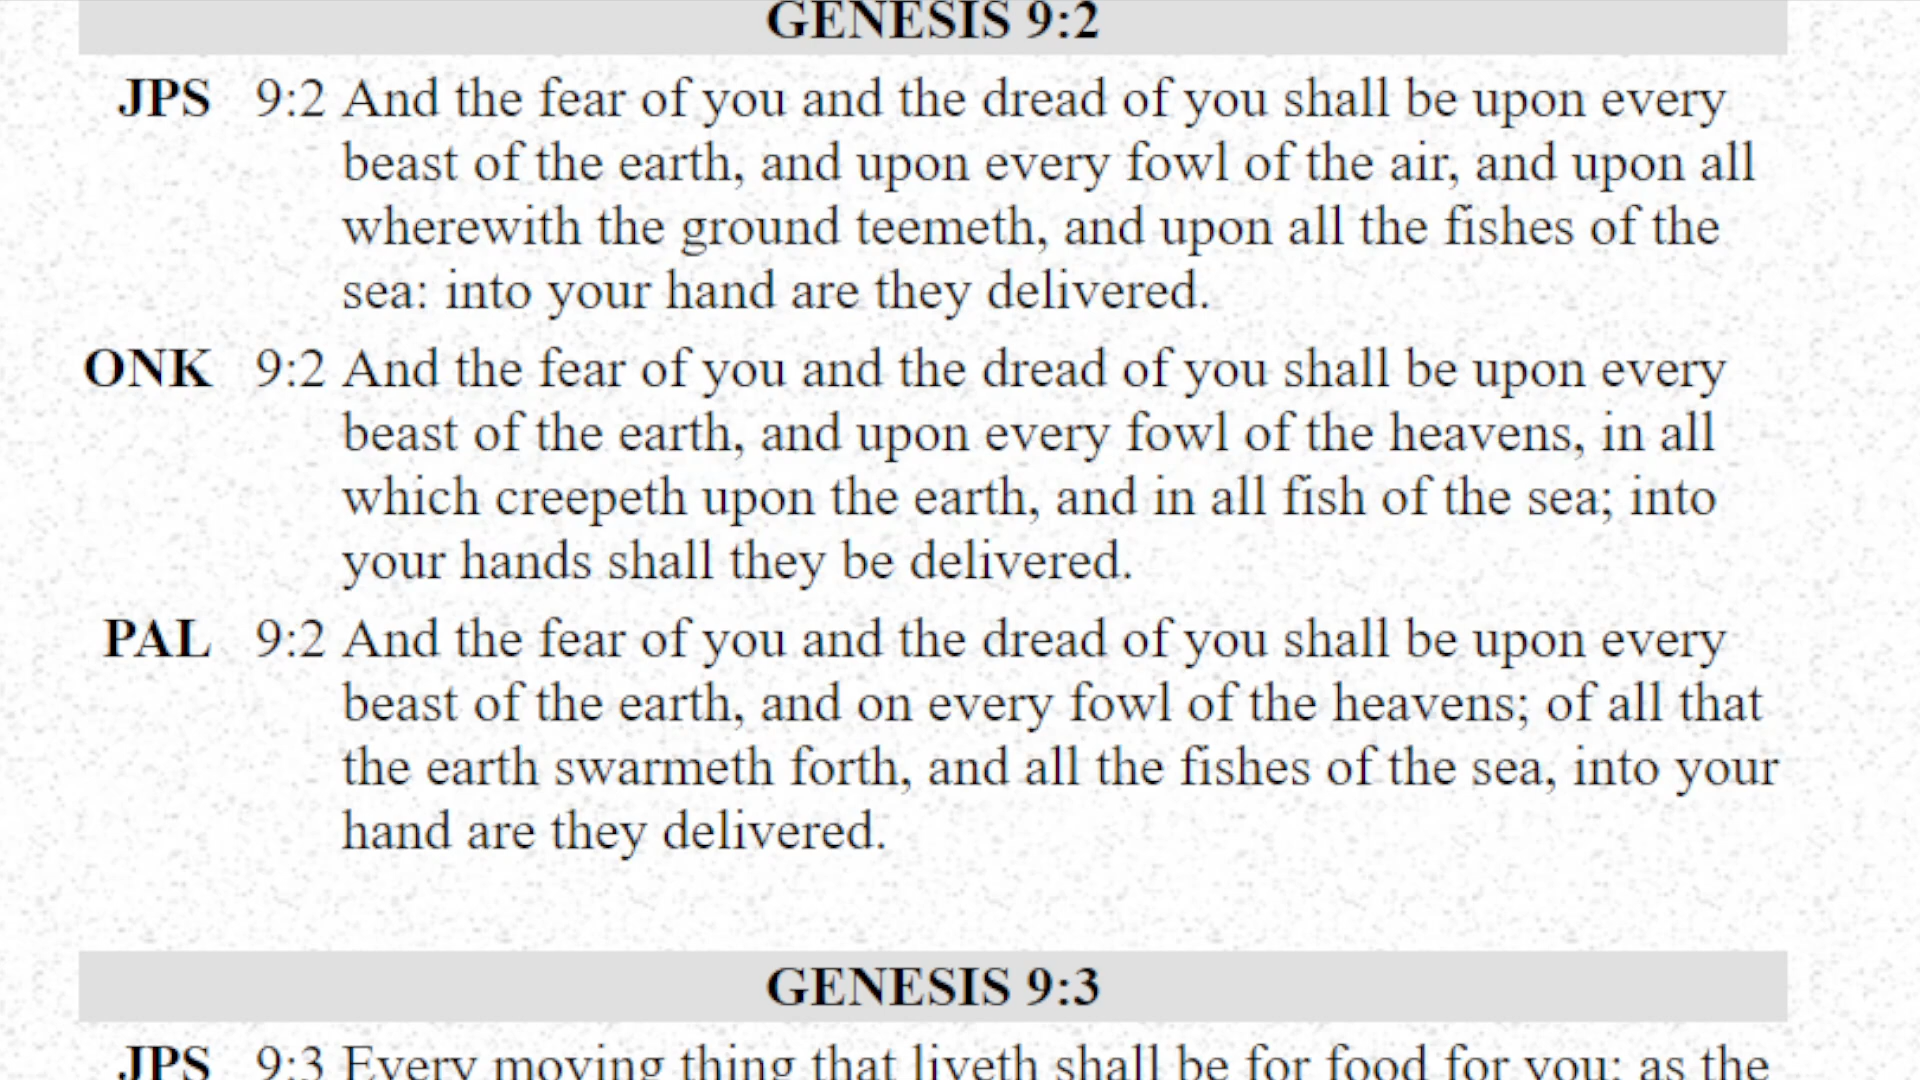 GENESIS 9:2
JPS 9:2 And the fear of you and the dread of you shall be upon every
beast of the earth, and upon every fowl of the air, and upon all
wherewith the ground teemeth, and upon all the fishes of the
sea: into your hand are they delivered.
ONK 9:2 And the fear of you and the dread of you shall be upon every
beast of the earth, and upon every fowl of the heavens, in all
which creepeth upon the earth, and in all fish of the sea; into
your hands shall they be delivered.
PAL 9:2 And the fear of you and the dread of you shall be upon every
beast of the earth, and on every fowl of the heavens; of all that
the earth swarmeth forth, and all the fishes of the sea, into your
hand are they delivered.
GENESIS 9:3
JPS 9:3 Every moving thing that liveth shall be for food for you; as the